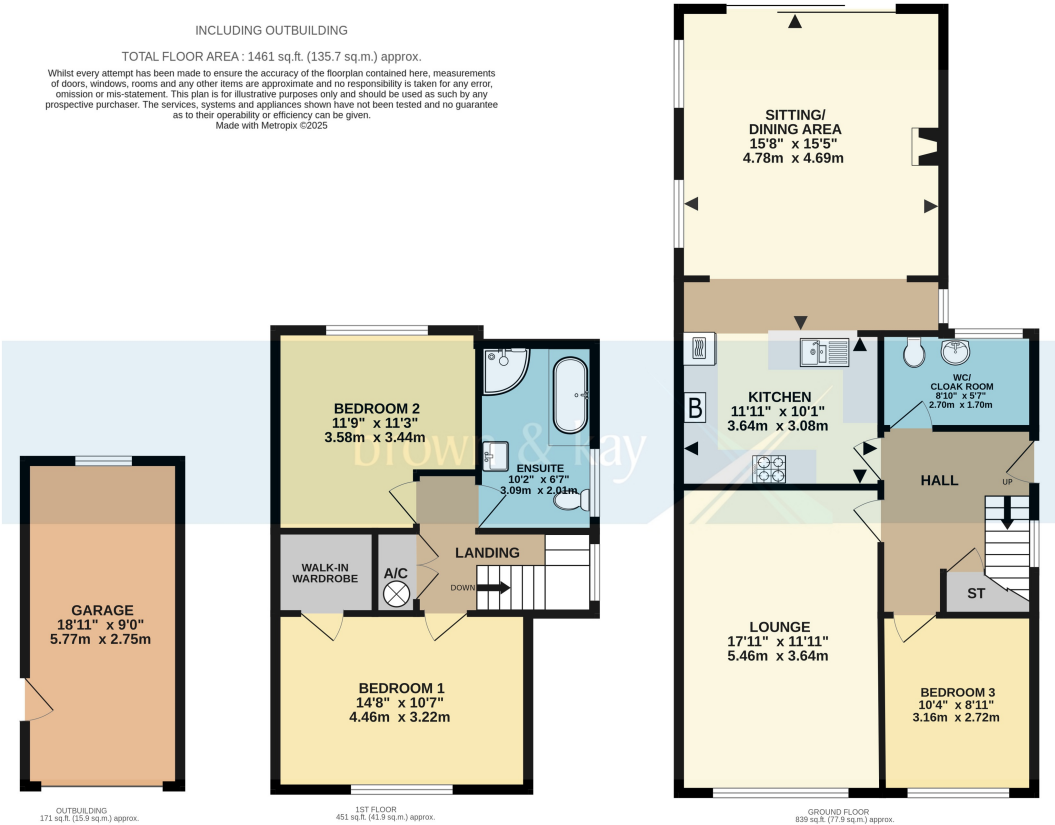 INCLUDING OUTBUILDING
TOTAL FLOOR AREA : 1461 sq.ft. (135.7 sq.m.) approx.
Whilst every attempt has been made to ensure the accuracy of the floorplan contained here, measurements
of doors, windows, rooms and any other items are approximate and no responsibility is taken for any error,
omission or mis-statement. This plan is for illustrative purposes only and should be used as such by any
prospective purchaser. The services, systems and appliances shown have not been tested and no guarantee
as to their operability or efficiency can be given.
Made with Metropix ©2025
GARAGE
18'11" x 9'0"
5.77m x 2.75m
OUTBUILDING
171 sq.ft. (15.9 sq.m.) approx.
BEDROOM 2
11'9" x 11'3"
3.58m x 3.44m
ENSUITE
10'2" x 6'7"
3.09m x 2.01m
WALK-IN
WARDROBE
A/C
LANDING
DOWN
BEDROOM 1
14'8" x 10'7"
4.46m x 3.22m
1ST FLOOR
451 sq.ft. (41.9 sq.m.) approx.
SITTING/
DINING AREA
15'8" x 15'5"
4.78m x 4.69m
KITCHEN
11'11" x 10'1"
3.64m x 3.08m
B
WC/
CLOAK ROOM
8'10" x 5'7"
2.70m x 1.70m
HALL
UP
ST
LOUNGE
17'11" x 11'11"
5.46m x 3.64m
BEDROOM 3
10'4" x 8'11"
3.16m x 2.72m
GROUND FLOOR
839 sq.ft. (77.9 sq.m.) approx.
brown & kay